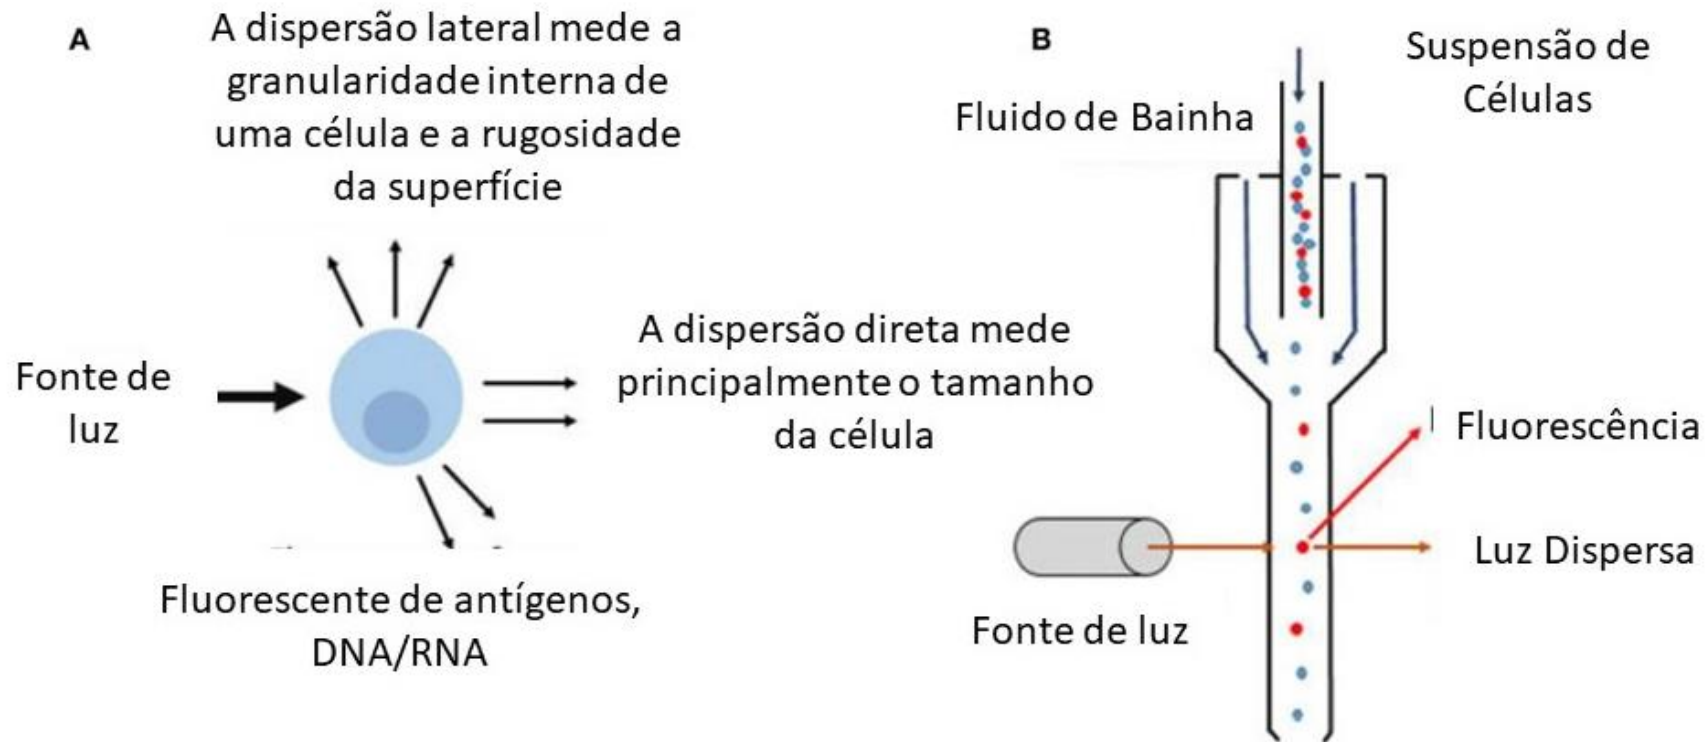 A
A dispersão lateral mede a
granularidade interna de
uma célula e a rugosidade
da superfície
Fonte de
luz
A dispersão direta mede
principalmente o tamanho
da célula
Fluorescente de antígenos,
DNA/RNA
B
Suspensão de
Células
Fluido de Bainha
Fluorescência
Luz Dispersa
Fonte de luz